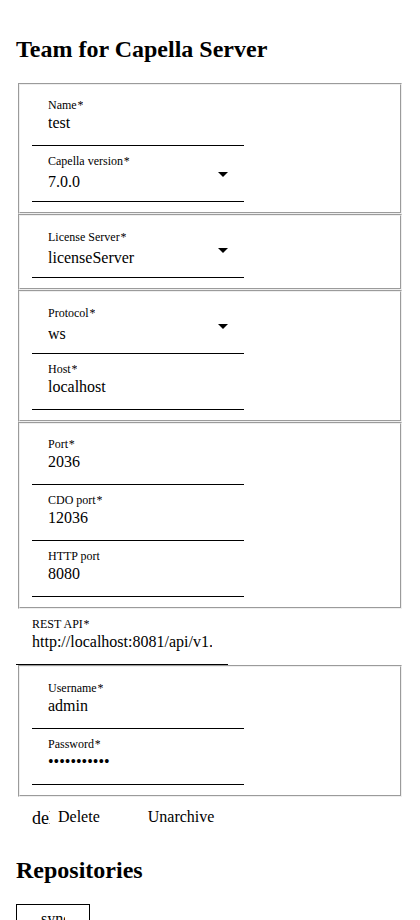 Team for Capella Server
Name*
test
Capella version*
7.0.0
License Server*
licenseServer
Protocol*
ws
Host*
localhost
Port*
2036
CDO port*
12036
HTTP port
8080
REST API*
http://localhost:8081/api/v1.
Username*
admin
Password*
•••••••••••
de Delete Unarchive
Repositories